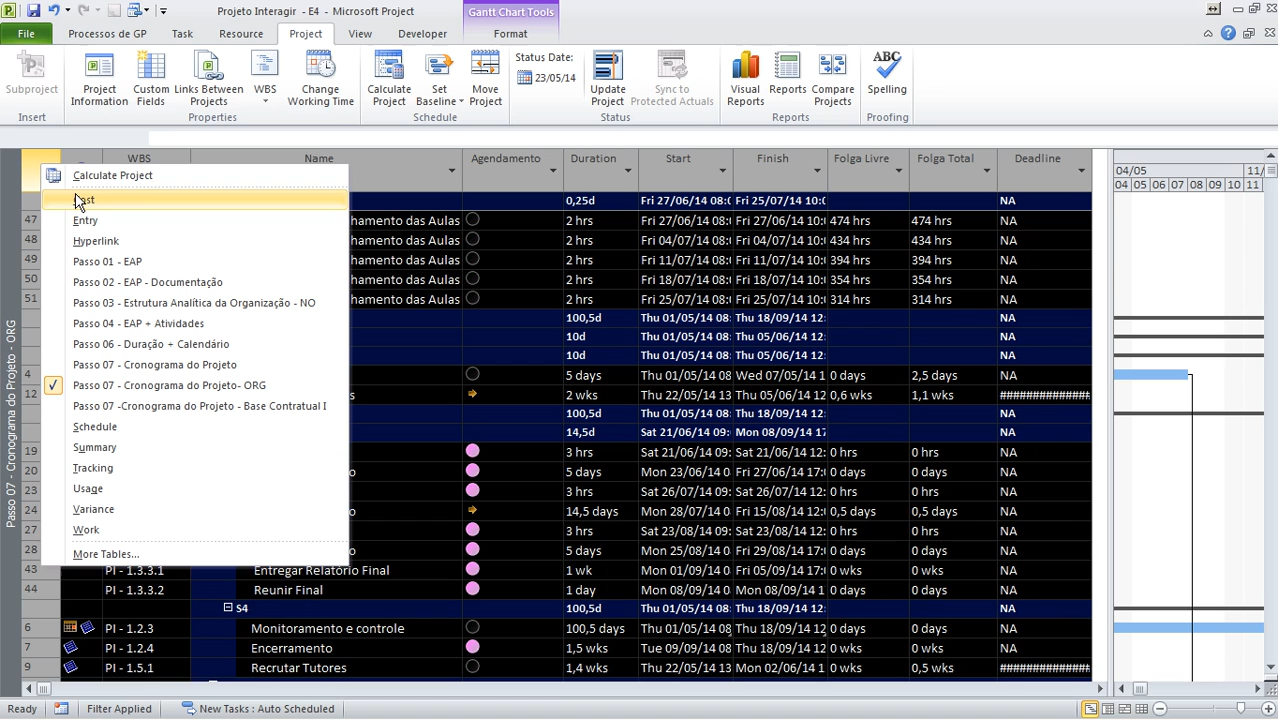 Projeto Interagir - E4 - Microsoft Project
Gantt Chart Tools
File Processos de GP Task Resource Project View Developer Format
Subproject
Project Information
Custom Fields
Links Between Projects
WBS
Change Working Time
Calculate Project
Set Baseline
Move Project
Status Date:
23/05/14
Update Project
Sync to Protected Actuals
Visual Reports
Reports
Compare Projects
Spelling
Insert Properties Schedule Status Reports Proofing
WBS Name Agendamento Duration Start Finish Folga Livre Folga Total Deadline
04/05 11/
04 05 06 07 08 09 10
Calculate Project
Entry
Hyperlink
Passo 01 - EAP
Passo 02 - EAP - Documentação
Passo 03 - Estrutura Analítica da Organização - NO
Passo 04 - EAP + Atividades
Passo 06 - Duração + Calendário
Passo 07 - Cronograma do Projeto
Passo 07 - Cronograma do Projeto- ORG
Passo 07 -Cronograma do Projeto - Base Contratual I
Schedule
Summary
Tracking
Usage
Variance
Work
More Tables...
Passo 07 - Cronograma do Projeto - ORG
0,25d Fri 27/06/14 08: Fri 25/07/14 10: NA
47 hamento das Aulas 2 hrs Fri 27/06/14 08: Fri 27/06/14 10: 474 hrs 474 hrs NA
48 hamento das Aulas 2 hrs Fri 04/07/14 08: Fri 04/07/14 10: 434 hrs 434 hrs NA
49 hamento das Aulas 2 hrs Fri 11/07/14 08: Fri 11/07/14 10: 394 hrs 394 hrs NA
50 hamento das Aulas 2 hrs Fri 18/07/14 08: Fri 18/07/14 10: 354 hrs 354 hrs NA
51 hamento das Aulas 2 hrs Fri 25/07/14 08: Fri 25/07/14 10: 314 hrs 314 hrs NA
100,5d Thu 01/05/14 08: Thu 18/09/14 12: NA
10d Thu 01/05/14 08: Thu 05/06/14 12: NA
10d Thu 01/05/14 08: Thu 05/06/14 12: NA
4 5 days Thu 01/05/14 08: Wed 07/05/14 1 0 days 2,5 days NA
12 s 2 wks Thu 22/05/14 13 Thu 05/06/14 12: 0,6 wks 1,1 wks ##############
100,5d Thu 01/05/14 08: Thu 18/09/14 12: NA
14,5d Sat 21/06/14 09: Mon 08/09/14 17 NA
19 3 hrs Sat 21/06/14 09: Sat 21/06/14 12: 0 hrs 0 hrs NA
20 o 5 days Mon 23/06/14 0 Fri 27/06/14 17: 0 days 0 days NA
23 3 hrs Sat 26/07/14 09: Sat 26/07/14 12: 0 hrs 0 hrs NA
24 o 14,5 days Mon 28/07/14 0 Fri 15/08/14 12: 0,5 days 0,5 days NA
27 3 hrs Sat 23/08/14 09: Sat 23/08/14 12: 0 hrs 0 hrs NA
28 o 5 days Mon 25/08/14 0 Fri 29/08/14 17: 0 days 0 days NA
43 PI - 1.3.3.1 Entregar Relatório Final 1 wk Mon 01/09/14 0 Fri 05/09/14 17: 0 wks 0 wks NA
44 PI - 1.3.3.2 Reunir Final 1 day Mon 08/09/14 0 Mon 08/09/14 1 0 days 0 days NA
S4 100,5d Thu 01/05/14 08: Thu 18/09/14 12: NA
6 PI - 1.2.3 Monitoramento e controle 100,5 days Thu 01/05/14 08: Thu 18/09/14 12: 0 days 0 days NA
7 PI - 1.2.4 Encerramento 1,5 wks Tue 09/09/14 08: Thu 18/09/14 12: 0 wks 0 wks NA
9 PI - 1.5.1 Recrutar Tutores 1,4 wks Thu 22/05/14 13 Mon 02/06/14 1 0 wks 0,5 wks ##############
Ready Filter Applied New Tasks : Auto Scheduled